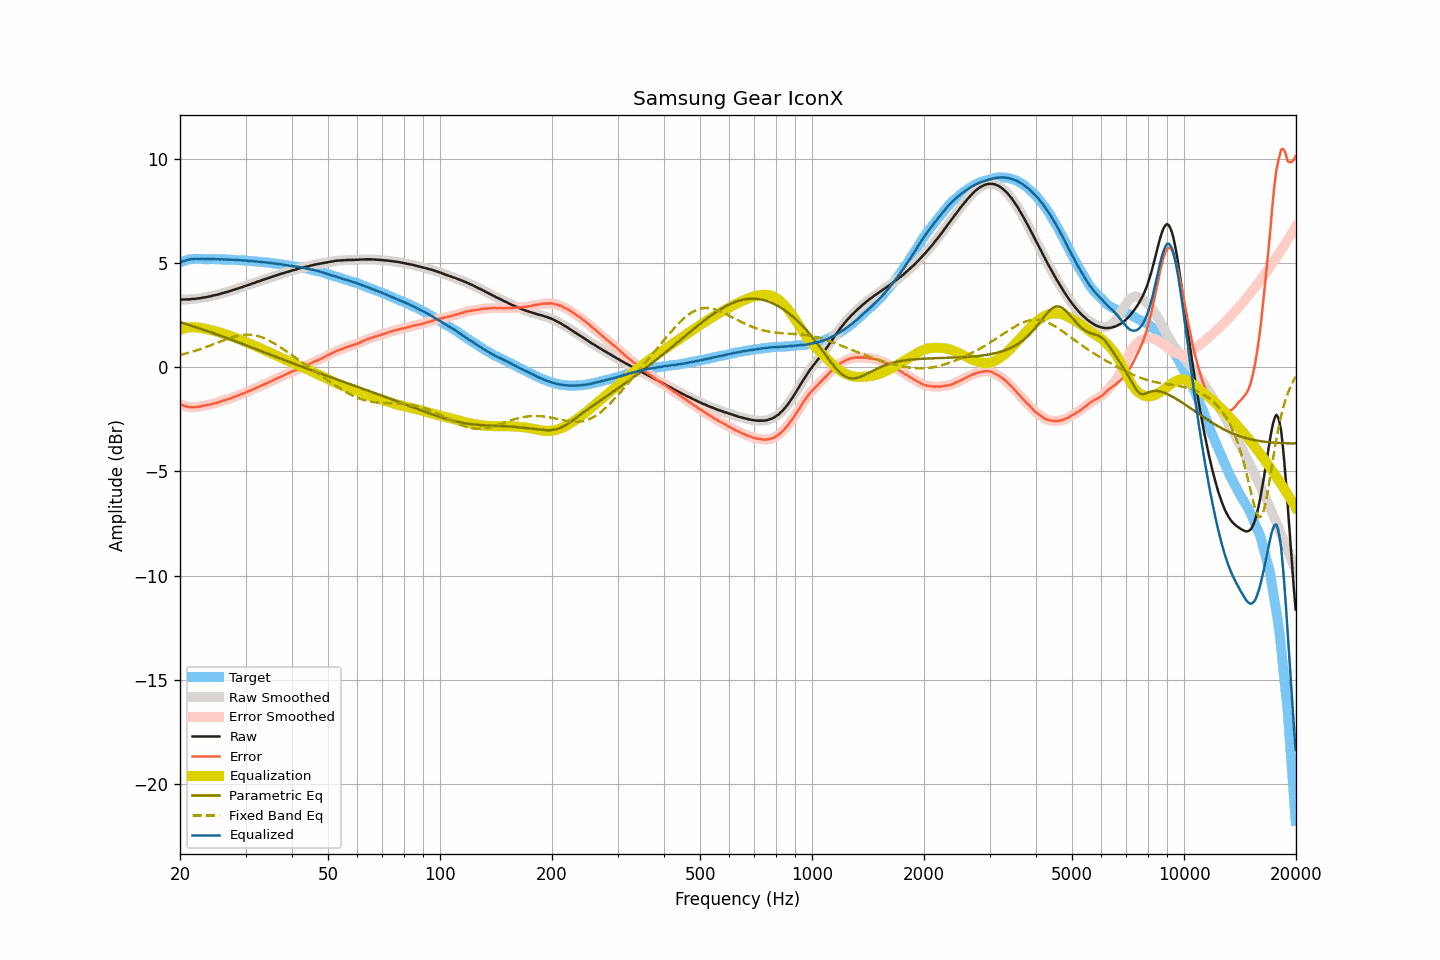 Samsung Gear IconX
10
5
0
−5
−10
−15
−20
Amplitude (dBr)
Target
Raw Smoothed
Error Smoothed
Raw
Error
Equalization
Parametric Eq
Fixed Band Eq
Equalized
20 50 100 200 500 1000 2000 5000 10000 20000
Frequency (Hz)